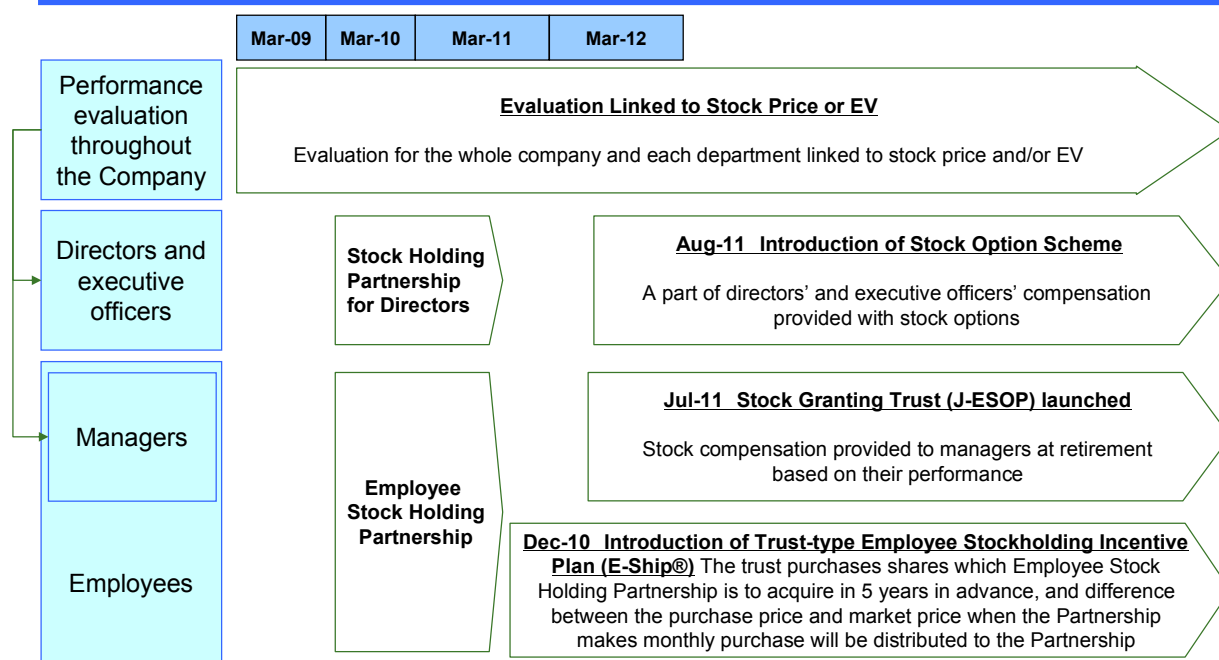 Mar-09 Mar-10 Mar-11 Mar-12
Performance
evaluation
throughout
the Company
Evaluation Linked to Stock Price or EV
Evaluation for the whole company and each department linked to stock price and/or EV
Directors and
executive
officers
Stock Holding
Partnership
for Directors
Aug-11 Introduction of Stock Option Scheme
A part of directors’ and executive officers’ compensation
provided with stock options
Managers
Employees
Employee
Stock Holding
Partnership
Jul-11 Stock Granting Trust (J-ESOP) launched
Stock compensation provided to managers at retirement
based on their performance
Dec-10 Introduction of Trust-type Employee Stockholding Incentive
Plan (E-Ship®) The trust purchases shares which Employee Stock
Holding Partnership is to acquire in 5 years in advance, and difference
between the purchase price and market price when the Partnership
makes monthly purchase will be distributed to the Partnership